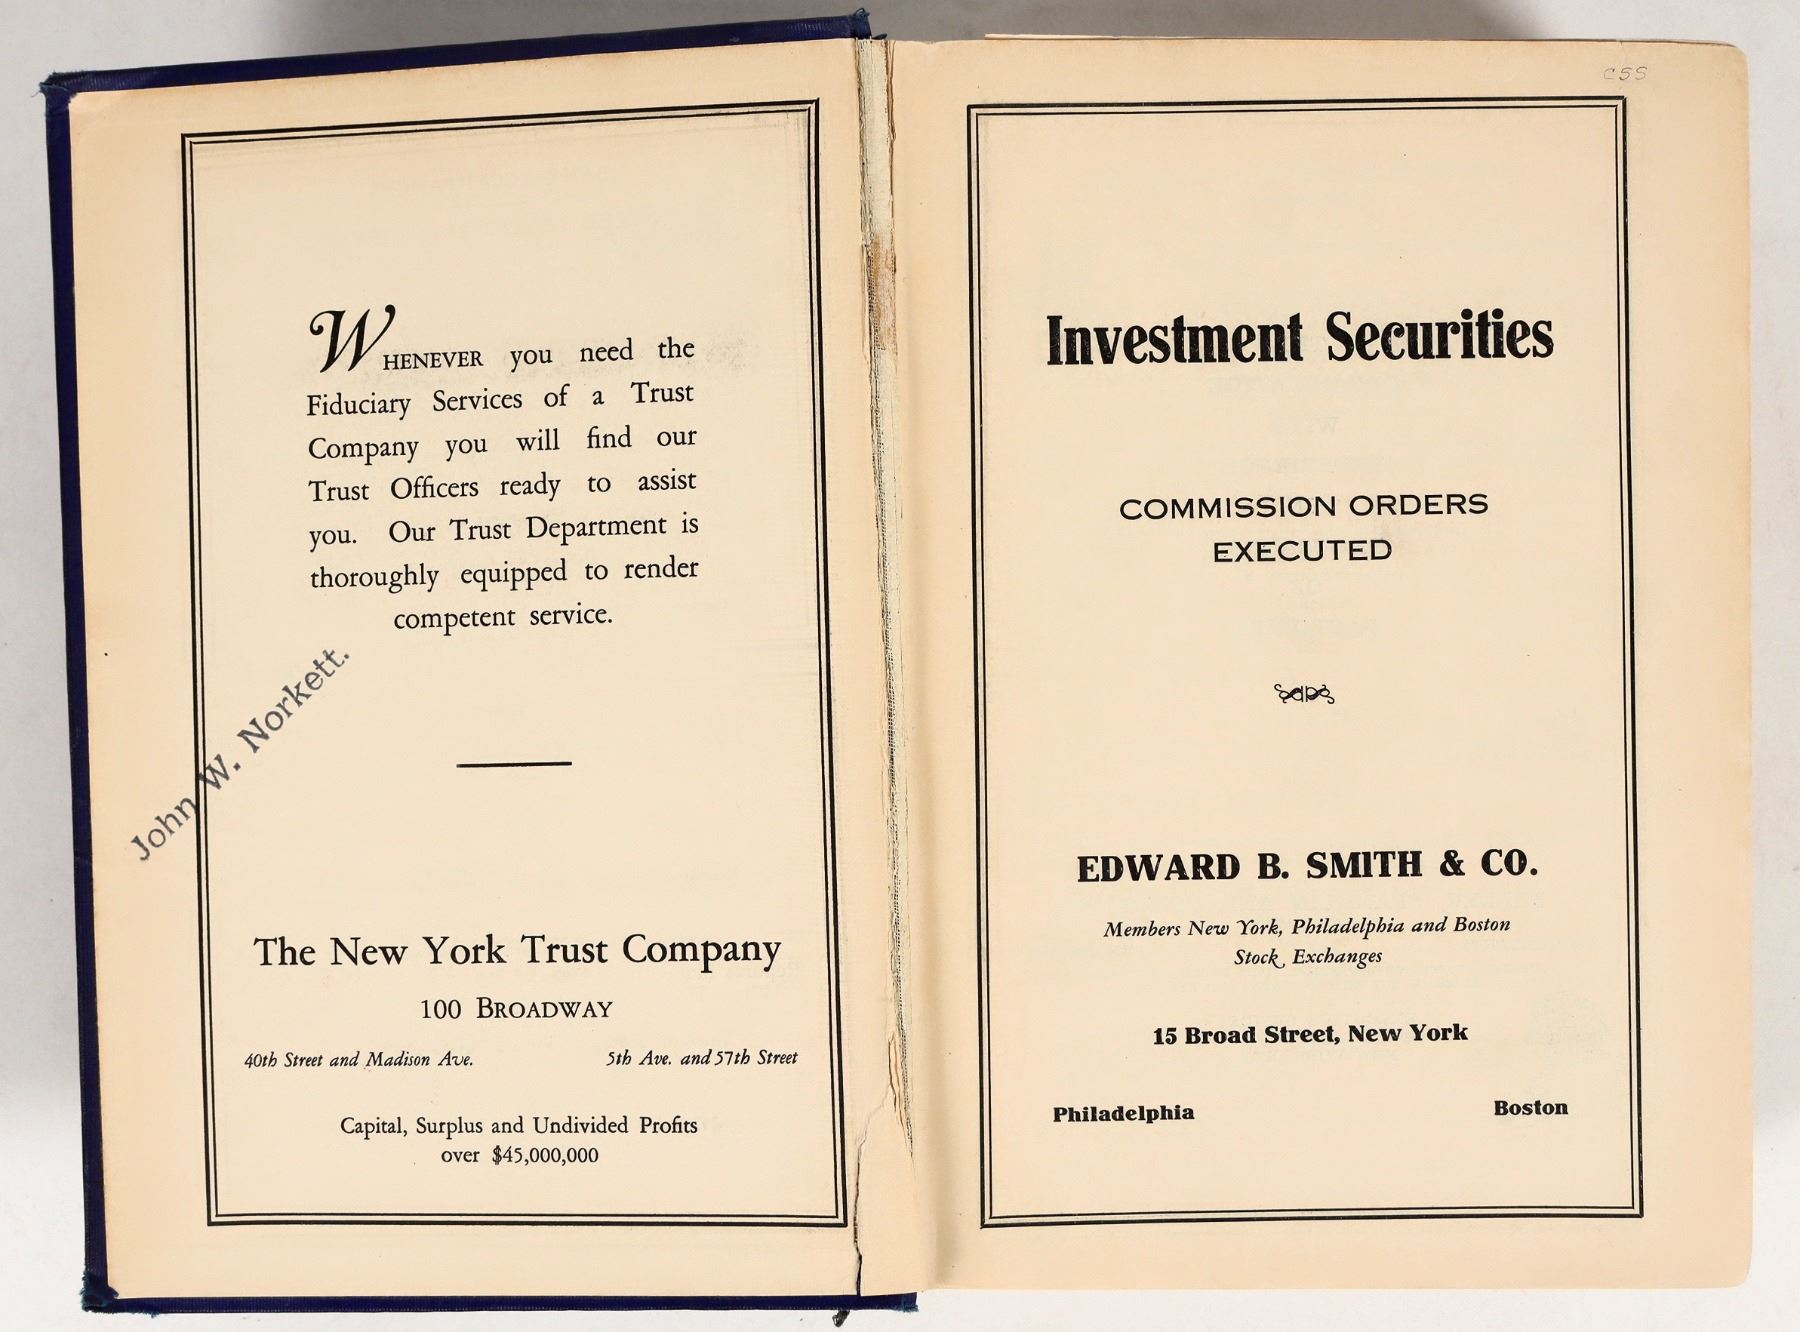 WHENEVER you need the
Fiduciary Services of a Trust
Company you will find our
Trust Officers ready to assist
you. Our Trust Department is
thoroughly equipped to render
competent service.
John W. Norkett.
The New York Trust Company
100 BROADWAY
40th Street and Madison Ave. 5th Ave. and 57th Street
Capital, Surplus and Undivided Profits
over $45,000,000
css
Investment Securities
COMMISSION ORDERS
EXECUTED
EDWARD B. SMITH & CO.
Members New York, Philadelphia and Boston
Stock Exchanges
15 Broad Street, New York
Philadelphia Boston